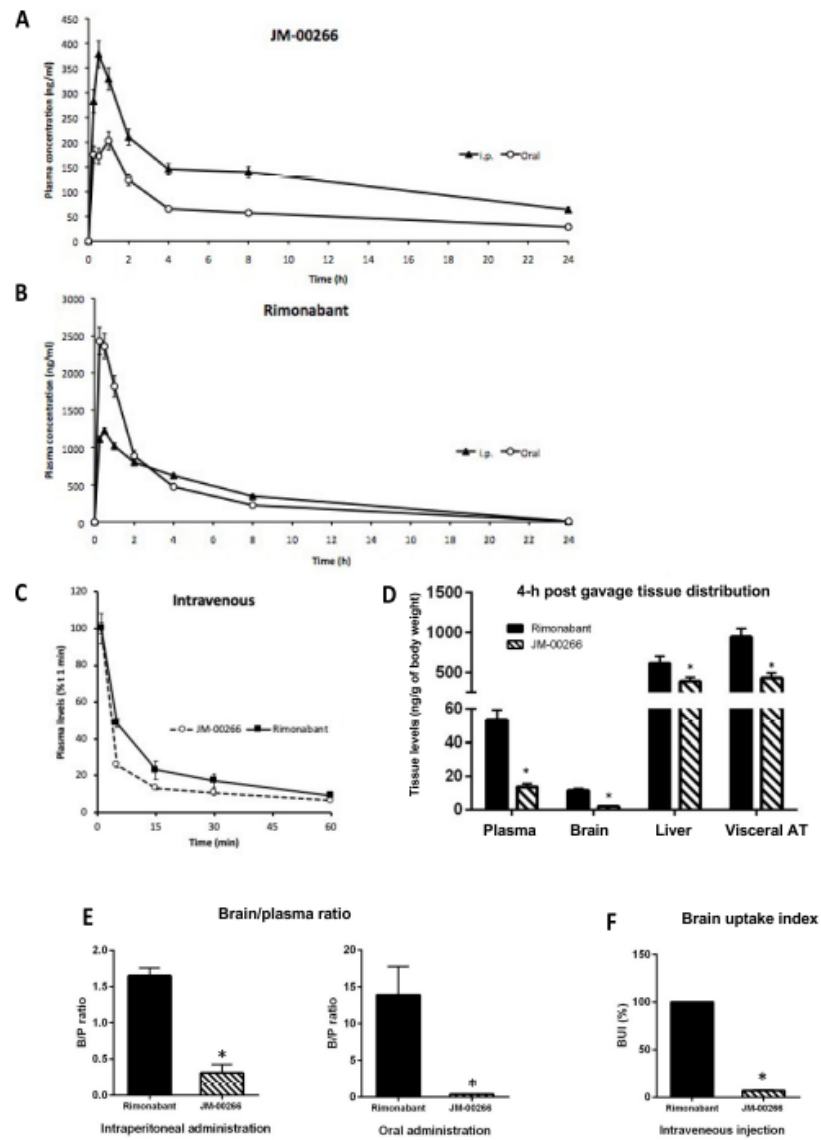 A
JM-00266
Plasma concentration (ng/ml)
450
400
350
300
250
200
150
100
50
0
i.p. Oral
0 2 4 6 8 10 12 14 16 18 20 22 24
Time (h)
B
Rimonabant
Plasma concentration (ng/ml)
3000
2500
2000
1500
1000
500
0
i.p. Oral
0 2 4 6 8 10 12 14 16 18 20 22 24
Time (h)
C
Intravenous
Plasma levels (% t 1 min)
120
100
80
60
40
20
0
JM-00266 Rimonabant
0 15 30 45 60
Time (min)
D
4-h post gavage tissue distribution
Tissue levels (ng/g of body weight)
1500
1000
500
60
40
20
0
Rimonabant
JM-00266
* * * *
Plasma Brain Liver Visceral AT
E
Brain/plasma ratio
B/P ratio
2.0
1.5
1.0
0.5
0.0
*
Rimonabant JM-00266
Intraperitoneal administration
B/P ratio
20
15
10
5
0
*
Rimonabant JM-00266
Oral administration
F
Brain uptake index
BUI (%)
150
100
50
0
*
Rimonabant JM-00266
Intraveneous injection